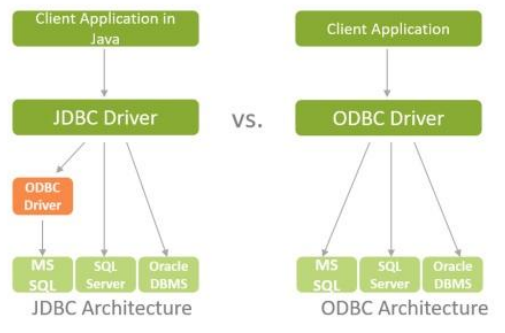 Client Application in
Java
Client Application
JDBC Driver
vs.
ODBC Driver
ODBC
Driver
MS
SQL
SQL
Server
Oracle
DBMS
MS
SQL
SQL
Server
Oracle
DBMS
JDBC Architecture
ODBC Architecture